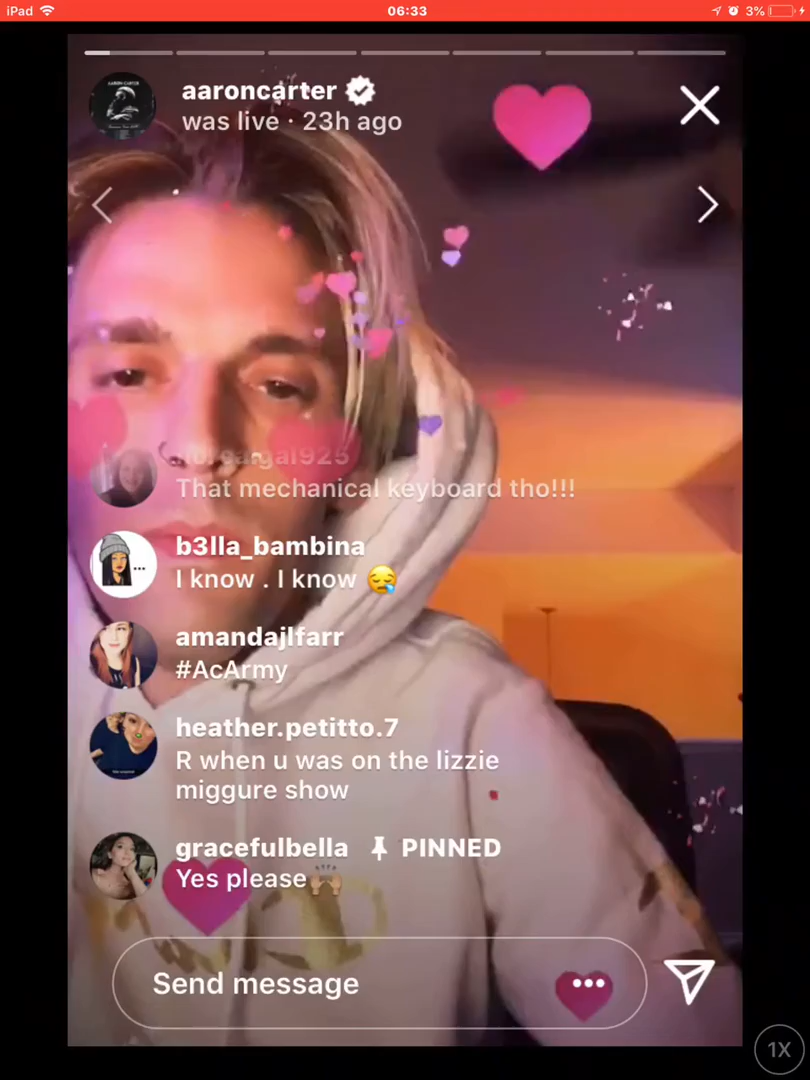 iPad 06:33 3%
aaroncarter
was live · 23h ago
That mechanical keyboard tho!!!
b3lla_bambina
I know . I know 😪
amandajlfarr
#AcArmy
heather.petitto.7
R when u was on the lizzie
miggure show
gracefulbella PINNED
Yes please🙌🏼
Send message
1X